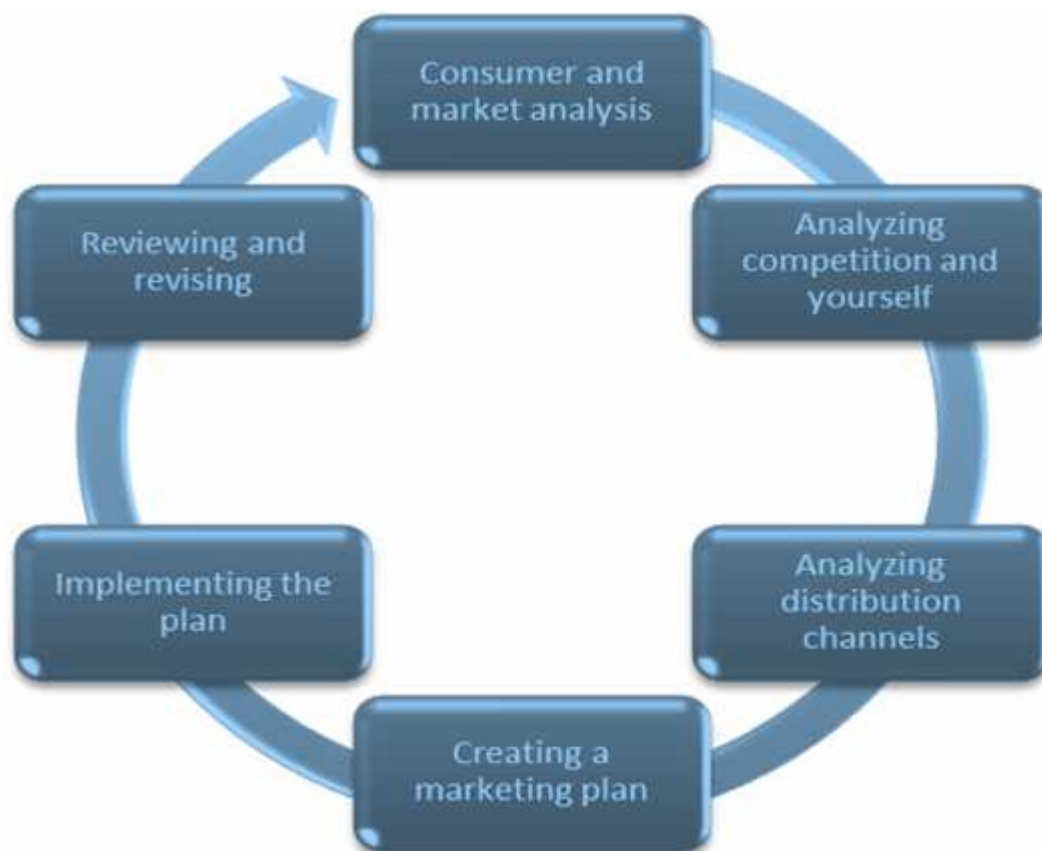 Consumer and
market analysis
Analyzing
competition and
yourself
Analyzing
distribution
channels
Creating a
marketing plan
Implementing the
plan
Reviewing and
revising